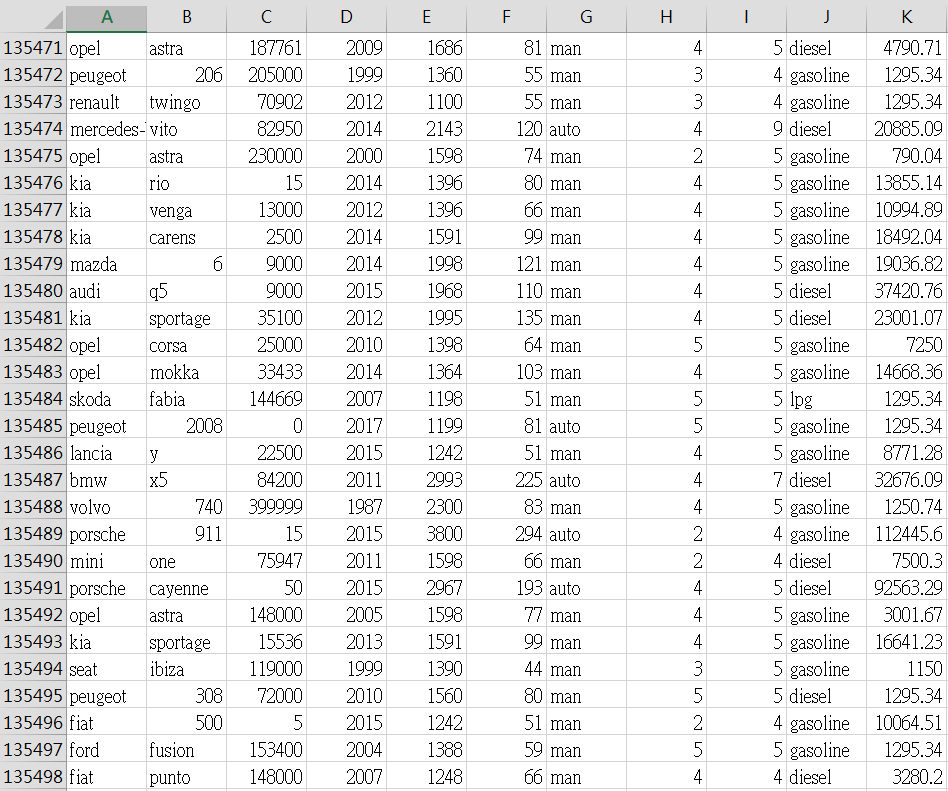 A B C D E F G H I J K
135471 opel astra 187761 2009 1686 81 man 4 5 diesel 4790.71
135472 peugeot 206 205000 1999 1360 55 man 3 4 gasoline 1295.34
135473 renault twingo 70902 2012 1100 55 man 3 4 gasoline 1295.34
135474 mercedes- vito 82950 2014 2143 120 auto 4 9 diesel 20885.09
135475 opel astra 230000 2000 1598 74 man 2 5 gasoline 790.04
135476 kia rio 15 2014 1396 80 man 4 5 gasoline 13855.14
135477 kia venga 13000 2012 1396 66 man 4 5 gasoline 10994.89
135478 kia carens 2500 2014 1591 99 man 4 5 gasoline 18492.04
135479 mazda 6 9000 2014 1998 121 man 4 5 gasoline 19036.82
135480 audi q5 9000 2015 1968 110 man 4 5 diesel 37420.76
135481 kia sportage 35100 2012 1995 135 man 4 5 diesel 23001.07
135482 opel corsa 25000 2010 1398 64 man 5 5 gasoline 7250
135483 opel mokka 33433 2014 1364 103 man 4 5 gasoline 14668.36
135484 skoda fabia 144669 2007 1198 51 man 5 5 lpg 1295.34
135485 peugeot 2008 0 2017 1199 81 auto 5 5 gasoline 1295.34
135486 lancia y 22500 2015 1242 51 man 4 5 gasoline 8771.28
135487 bmw x5 84200 2011 2993 225 auto 4 7 diesel 32676.09
135488 volvo 740 399999 1987 2300 83 man 4 5 gasoline 1250.74
135489 porsche 911 15 2015 3800 294 auto 2 4 gasoline 112445.6
135490 mini one 75947 2011 1598 66 man 2 4 diesel 7500.3
135491 porsche cayenne 50 2015 2967 193 auto 4 5 diesel 92563.29
135492 opel astra 148000 2005 1598 77 man 4 5 gasoline 3001.67
135493 kia sportage 15536 2013 1591 99 man 4 5 gasoline 16641.23
135494 seat ibiza 119000 1999 1390 44 man 3 5 gasoline 1150
135495 peugeot 308 72000 2010 1560 80 man 5 5 diesel 1295.34
135496 fiat 500 5 2015 1242 51 man 2 4 gasoline 10064.51
135497 ford fusion 153400 2004 1388 59 man 5 5 gasoline 1295.34
135498 fiat punto 148000 2007 1248 66 man 4 4 diesel 3280.2